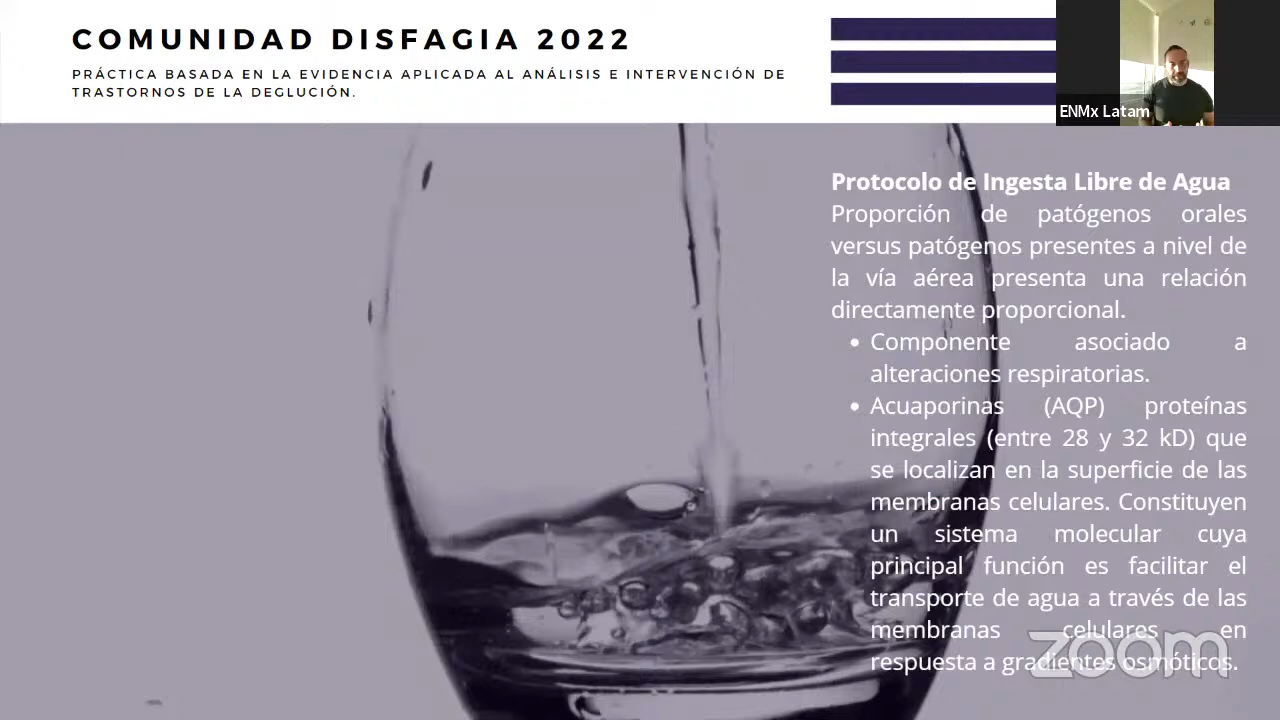 COMUNIDAD DISFAGIA 2022
PRÁCTICA BASADA EN LA EVIDENCIA APLICADA AL ANÁLISIS E INTERVENCIÓN DE
TRASTORNOS DE LA DEGLUCIÓN.
ENMx Latam
Protocolo de Ingesta Libre de Agua
Proporción de patógenos orales
versus patógenos presentes a nivel de
la vía aérea presenta una relación
directamente proporcional.
• Componente asociado a
alteraciones respiratorias.
• Acuaporinas (AQP) proteínas
integrales (entre 28 y 32 kD) que
se localizan en la superficie de las
membranas celulares. Constituyen
un sistema molecular cuya
principal función es facilitar el
transporte de agua a través de las
membranas celulares en
respuesta a gradientes osmóticos.
zoom